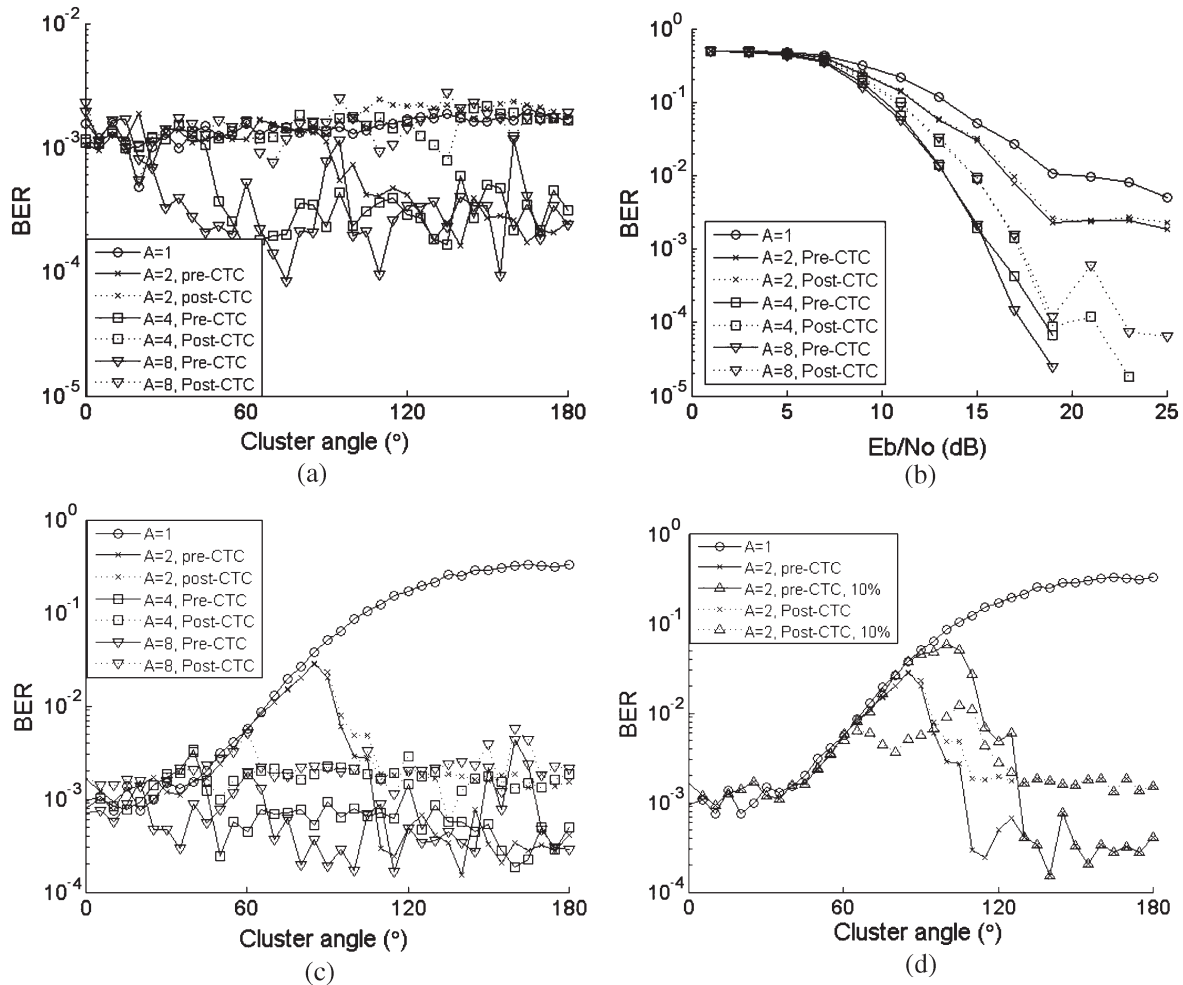 10^-2
10^-3
10^-4
10^-5
BER
0
60
120
180
Cluster angle (°)
A=1
A=2, pre-CTC
A=2, post-CTC
A=4, Pre-CTC
A=4, Post-CTC
A=8, Pre-CTC
A=8, Post-CTC
(a)
10^0
10^-1
10^-2
10^-3
10^-4
10^-5
BER
0
5
10
15
20
25
Eb/No (dB)
A=1
A=2, Pre-CTC
A=2, Post-CTC
A=4, Pre-CTC
A=4, Post-CTC
A=8, Pre-CTC
A=8, Post-CTC
(b)
10^0
10^-1
10^-2
10^-3
10^-4
BER
0
60
120
180
Cluster angle (°)
A=1
A=2, pre-CTC
A=2, post-CTC
A=4, Pre-CTC
A=4, Post-CTC
A=8, Pre-CTC
A=8, Post-CTC
(c)
10^0
10^-1
10^-2
10^-3
10^-4
BER
0
60
120
180
Cluster angle (°)
A=1
A=2, pre-CTC
A=2, pre-CTC, 10%
A=2, Post-CTC
A=2, Post-CTC, 10%
(d)